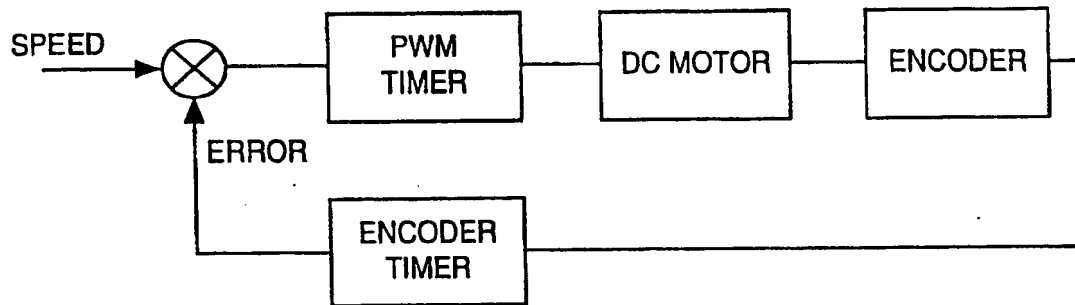 SPEED
PWM
TIMER
DC MOTOR
ENCODER
ERROR
ENCODER
TIMER